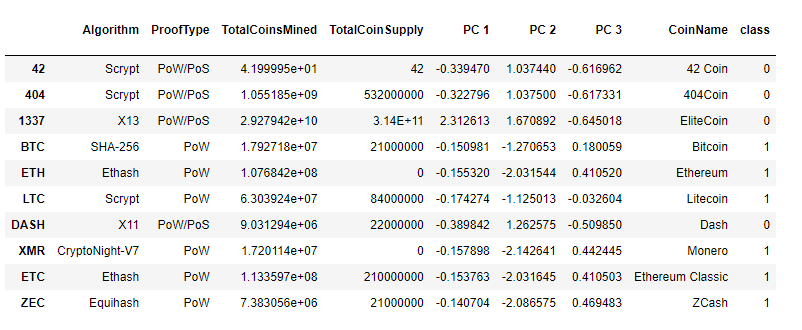 Algorithm ProofType TotalCoinsMined TotalCoinSupply PC 1 PC 2 PC 3 CoinName class
42 Scrypt PoW/PoS 4.199995e+01 42 -0.339470 1.037440 -0.616962 42 Coin 0
404 Scrypt PoW/PoS 1.055185e+09 532000000 -0.322796 1.037500 -0.617331 404Coin 0
1337 X13 PoW/PoS 2.927942e+10 3.14E+11 2.312613 1.670892 -0.645018 EliteCoin 0
BTC SHA-256 PoW 1.792718e+07 21000000 -0.150981 -1.270653 0.180059 Bitcoin 1
ETH Ethash PoW 1.076842e+08 0 -0.155320 -2.031544 0.410520 Ethereum 1
LTC Scrypt PoW 6.303924e+07 84000000 -0.174274 -1.125013 -0.032604 Litecoin 1
DASH X11 PoW/PoS 9.031294e+06 22000000 -0.389842 1.262575 -0.509850 Dash 0
XMR CryptoNight-V7 PoW 1.720114e+07 0 -0.157898 -2.142641 0.442445 Monero 1
ETC Ethash PoW 1.133597e+08 210000000 -0.153763 -2.031645 0.410503 Ethereum Classic 1
ZEC Equihash PoW 7.383056e+06 21000000 -0.140704 -2.086575 0.469483 ZCash 1